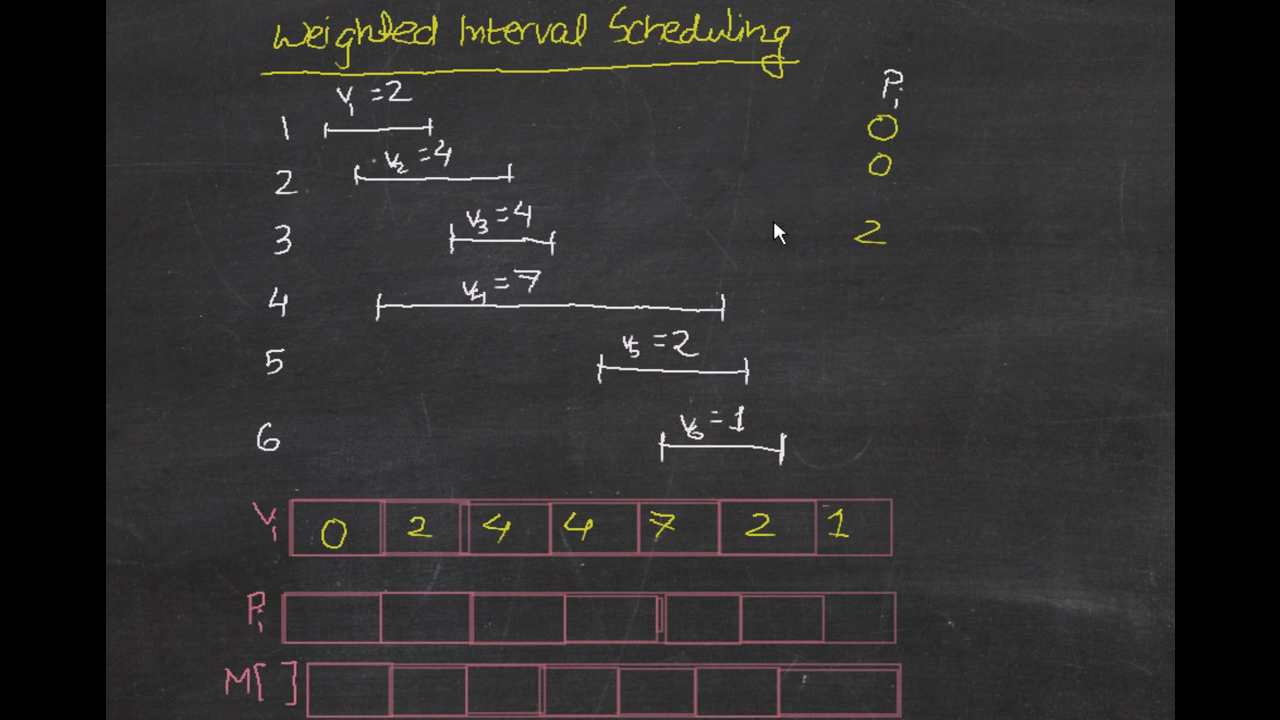 Weighted Interval Scheduling
Pi
1 V1 =2 0
2 V2 =4 0
3 V3 =4 2
4 V4 =7
5 V5 =2
6 V6 =1
Vi 0 2 4 4 7 2 1
Pi
M[ ]